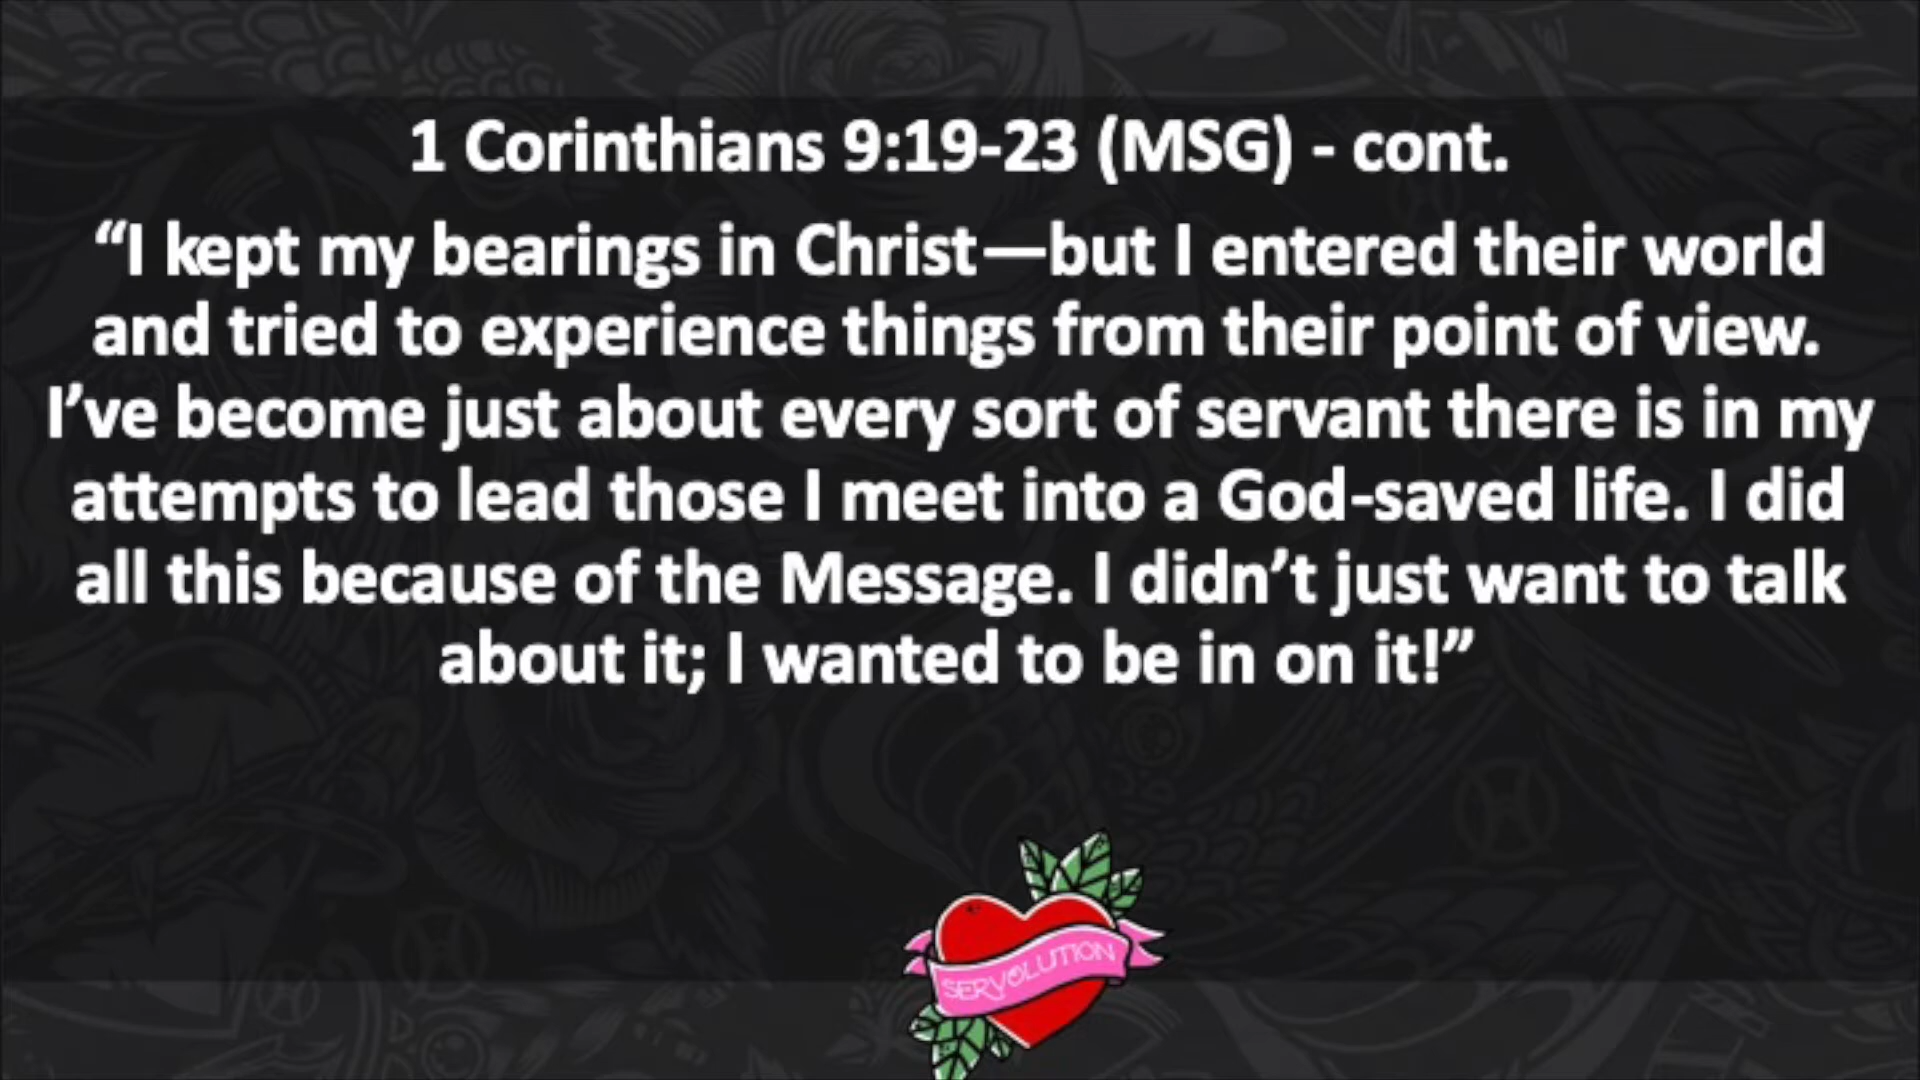 1 Corinthians 9:19-23 (MSG) - cont.
“I kept my bearings in Christ—but I entered their world
and tried to experience things from their point of view.
I’ve become just about every sort of servant there is in my
attempts to lead those I meet into a God-saved life. I did
all this because of the Message. I didn’t just want to talk
about it; I wanted to be in on it!”
SERVOLUTION